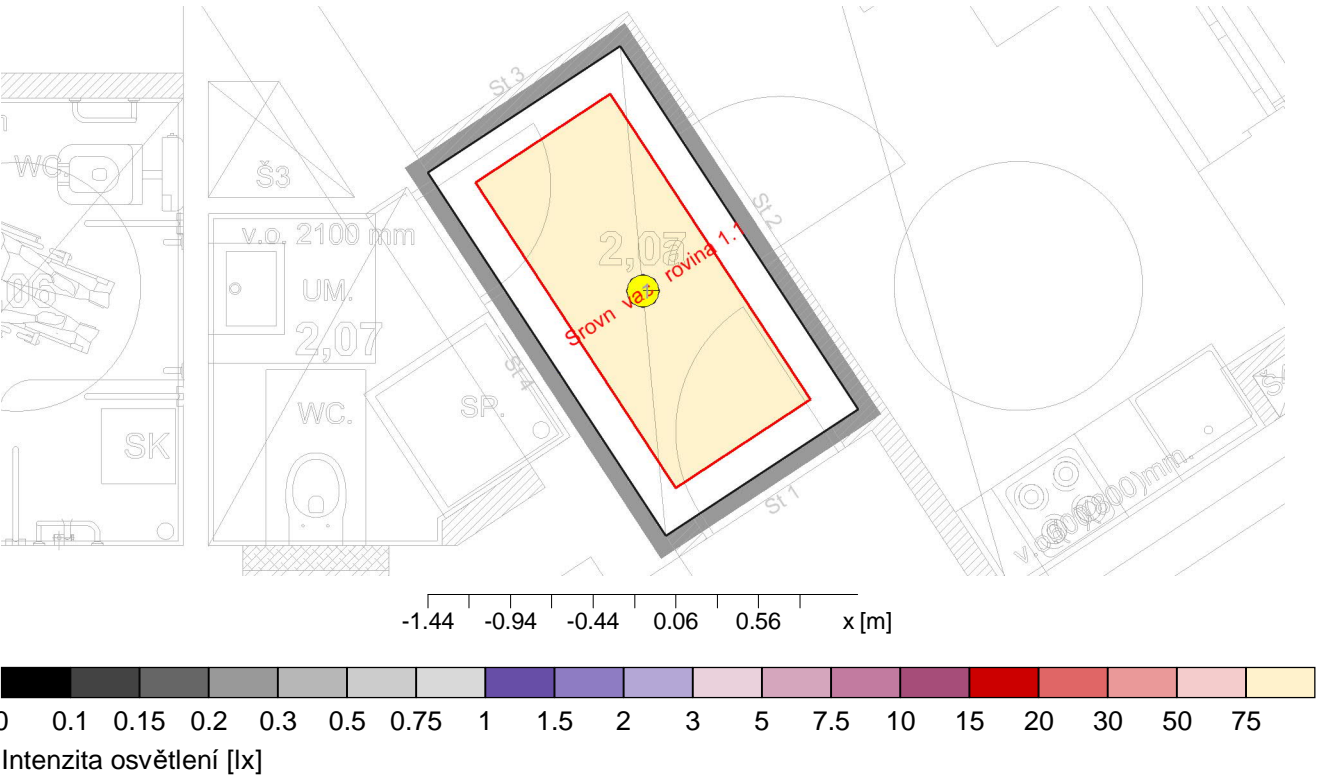 St 3
WC.
Š3
St 2
v.o. 2100 mm
2,07
Srovn vac rovina 1.1
UM.
2,07
St 4
WC.
SP.
SK
St 1
-1.44 -0.94 -0.44 0.06 0.56 x [m]
0.1 0.15 0.2 0.3 0.5 0.75 1 1.5 2 3 5 7.5 10 15 20 30 50 75
Intenzita osvětlení [lx]